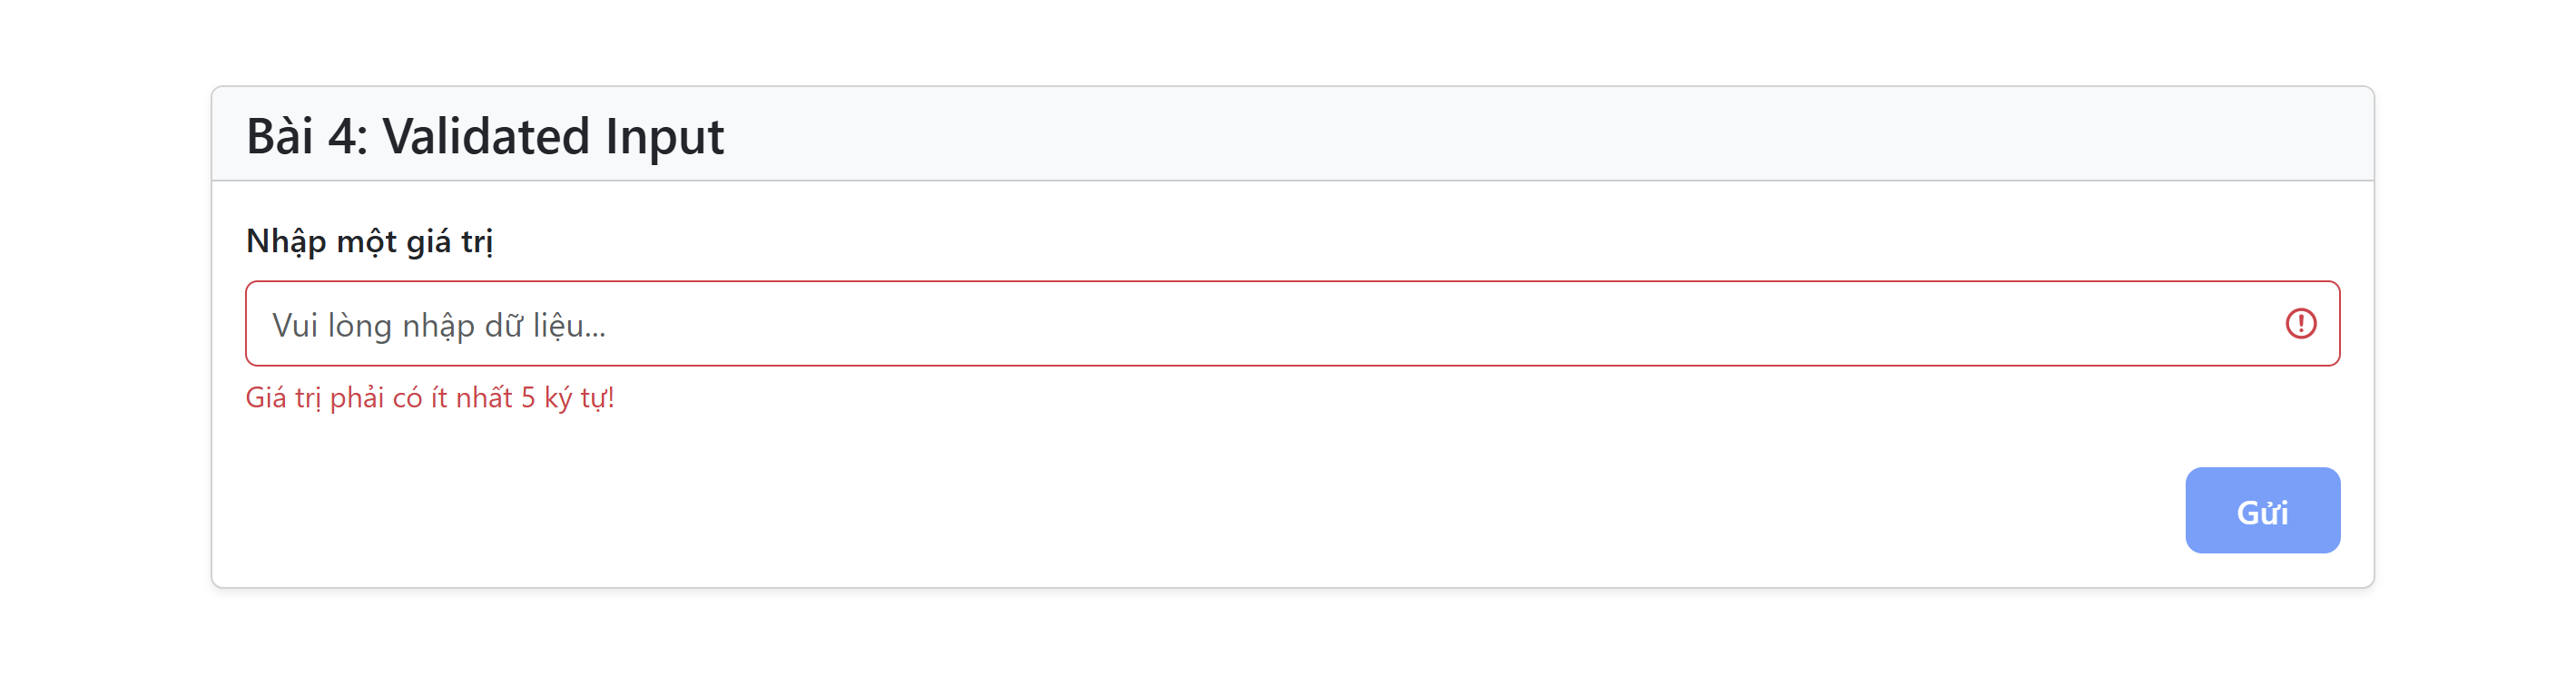 Bài 4: Validated Input
Nhập một giá trị
Vui lòng nhập dữ liệu...
Giá trị phải có ít nhất 5 ký tự!
Gửi